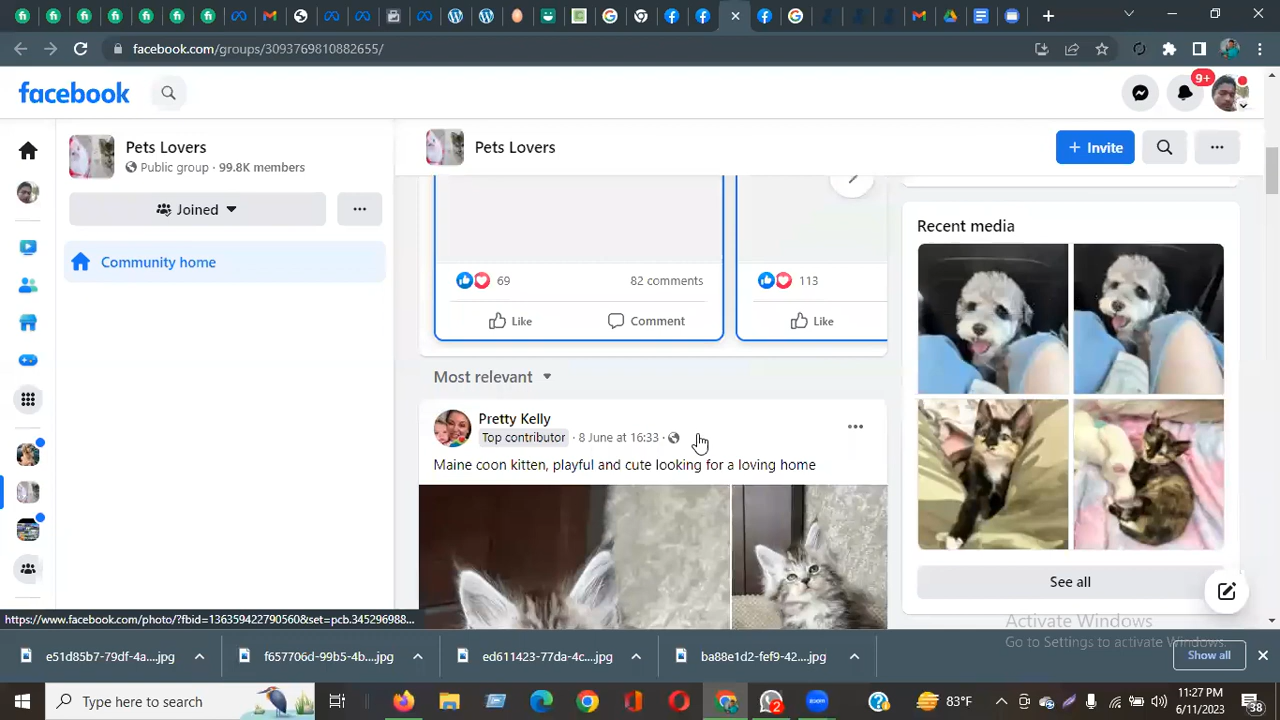 facebook.com/groups/3093769810882655/
facebook
9+
Pets Lovers
Public group · 99.8K members
Joined
Community home
Pets Lovers
+ Invite
69
82 comments
Like
Comment
113
Like
Most relevant
Pretty Kelly
Top contributor · 8 June at 16:33 ·
Maine coon kitten, playful and cute looking for a loving home
Recent media
See all
https://www.facebook.com/photo/?fbid=136359422790560&set=pcb.345296988...
Activate Windows
Go to Settings to activate Windows.
e51d85b7-79df-4a....jpg
f657706d-99b5-4b....jpg
ed611423-77da-4c....jpg
ba88e1d2-fef9-42....jpg
Show all
Type here to search
2
83°F
11:27 PM
6/11/2023
38